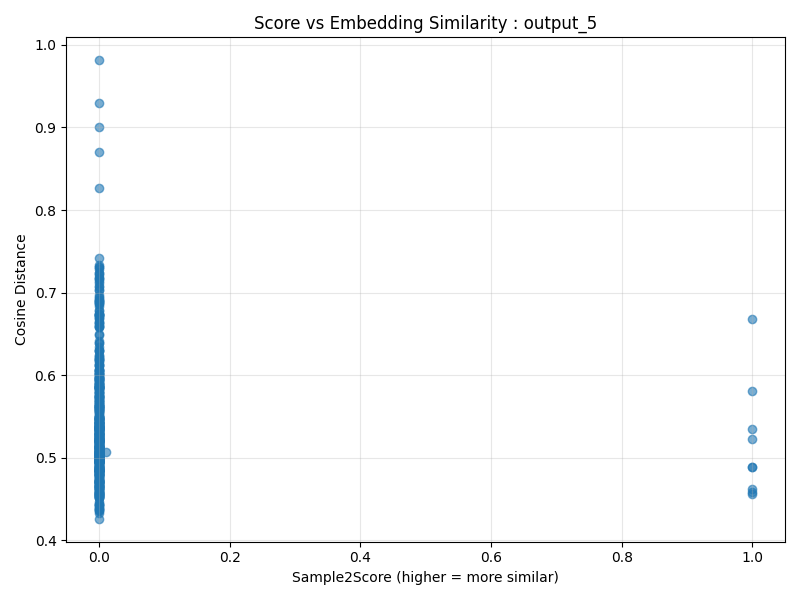 Score vs Embedding Similarity : output_5
Cosine Distance
1.0
0.9
0.8
0.7
0.6
0.5
0.4
0.0 0.2 0.4 0.6 0.8 1.0
Sample2Score (higher = more similar)